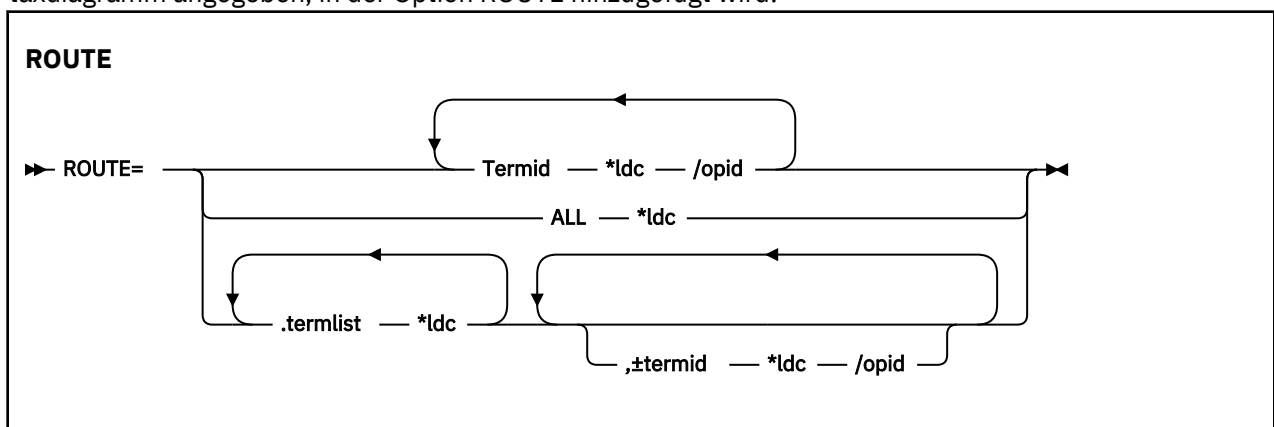 taxdiagramm angegeben, in der Option ROUTE hinzugefügt wird.
ROUTE
ROUTE= Termid *ldc /opid
ALL *ldc
.termlist *ldc
,±termid *ldc /opid